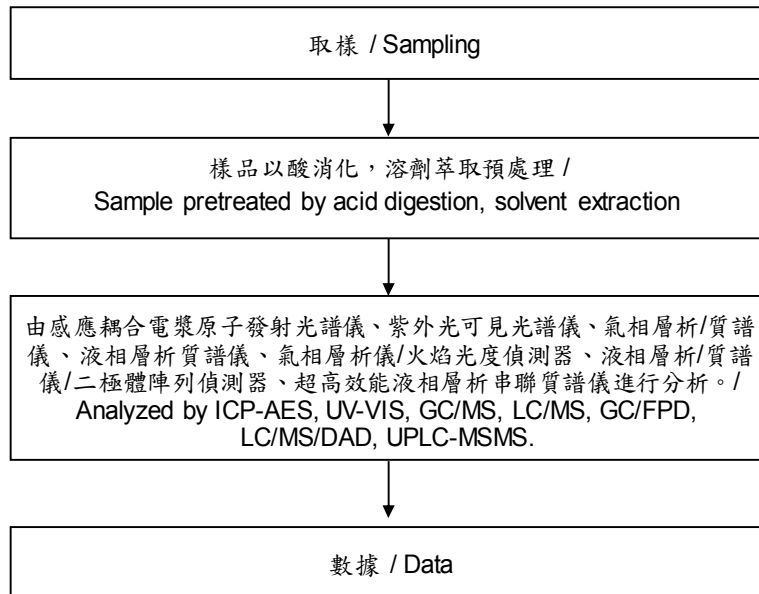 取樣 / Sampling
樣品以酸消化，溶劑萃取預處理 /
Sample pretreated by acid digestion, solvent extraction
由感應耦合電漿原子發射光譜儀、紫外光可見光譜儀、氣相層析/質譜
儀、液相層析質譜儀、氣相層析儀/火焰光度偵測器、液相層析/質譜
儀/二極體陣列偵測器、超高效能液相層析串聯質譜儀進行分析。/
Analyzed by ICP-AES, UV-VIS, GC/MS, LC/MS, GC/FPD,
LC/MS/DAD, UPLC-MSMS.
數據 / Data